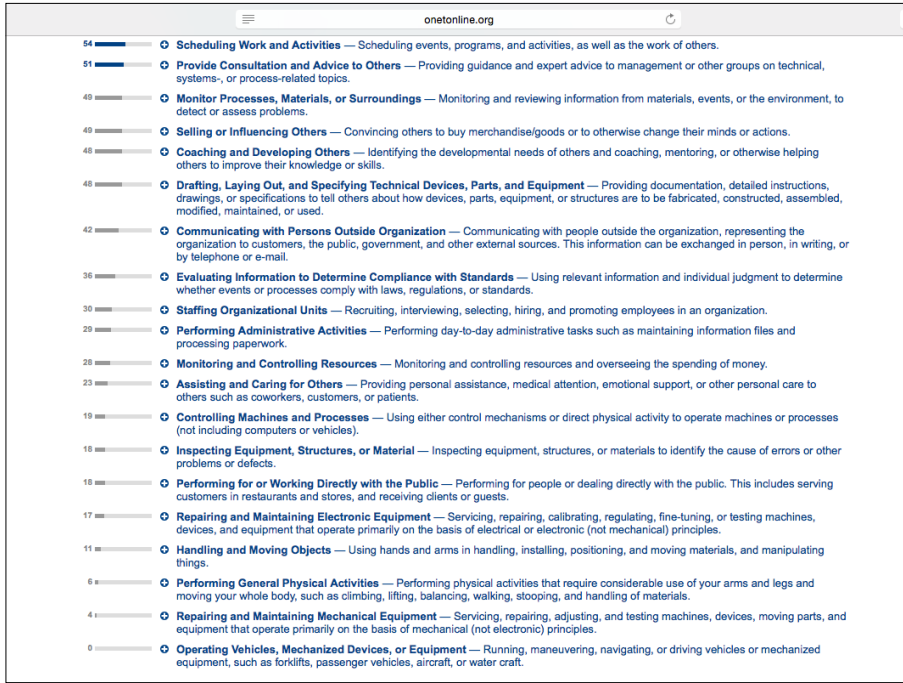 onetonline.org
54 Scheduling Work and Activities — Scheduling events, programs, and activities, as well as the work of others.
51 Provide Consultation and Advice to Others — Providing guidance and expert advice to management or other groups on technical,
systems-, or process-related topics.
49 Monitor Processes, Materials, or Surroundings — Monitoring and reviewing information from materials, events, or the environment, to
detect or assess problems.
49 Selling or Influencing Others — Convincing others to buy merchandise/goods or to otherwise change their minds or actions.
48 Coaching and Developing Others — Identifying the developmental needs of others and coaching, mentoring, or otherwise helping
others to improve their knowledge or skills.
48 Drafting, Laying Out, and Specifying Technical Devices, Parts, and Equipment — Providing documentation, detailed instructions,
drawings, or specifications to tell others about how devices, parts, equipment, or structures are to be fabricated, constructed, assembled,
modified, maintained, or used.
42 Communicating with Persons Outside Organization — Communicating with people outside the organization, representing the
organization to customers, the public, government, and other external sources. This information can be exchanged in person, in writing, or
by telephone or e-mail.
36 Evaluating Information to Determine Compliance with Standards — Using relevant information and individual judgment to determine
whether events or processes comply with laws, regulations, or standards.
30 Staffing Organizational Units — Recruiting, interviewing, selecting, hiring, and promoting employees in an organization.
29 Performing Administrative Activities — Performing day-to-day administrative tasks such as maintaining information files and
processing paperwork.
28 Monitoring and Controlling Resources — Monitoring and controlling resources and overseeing the spending of money.
23 Assisting and Caring for Others — Providing personal assistance, medical attention, emotional support, or other personal care to
others such as coworkers, customers, or patients.
19 Controlling Machines and Processes — Using either control mechanisms or direct physical activity to operate machines or processes
(not including computers or vehicles).
18 Inspecting Equipment, Structures, or Material — Inspecting equipment, structures, or materials to identify the cause of errors or other
problems or defects.
18 Performing for or Working Directly with the Public — Performing for people or dealing directly with the public. This includes serving
customers in restaurants and stores, and receiving clients or guests.
17 Repairing and Maintaining Electronic Equipment — Servicing, repairing, calibrating, regulating, fine-tuning, or testing machines,
devices, and equipment that operate primarily on the basis of electrical or electronic (not mechanical) principles.
11 Handling and Moving Objects — Using hands and arms in handling, installing, positioning, and moving materials, and manipulating
things.
6 Performing General Physical Activities — Performing physical activities that require considerable use of your arms and legs and
moving your whole body, such as climbing, lifting, balancing, walking, stooping, and handling of materials.
4 Repairing and Maintaining Mechanical Equipment — Servicing, repairing, adjusting, and testing machines, devices, moving parts, and
equipment that operate primarily on the basis of mechanical (not electronic) principles.
0 Operating Vehicles, Mechanized Devices, or Equipment — Running, maneuvering, navigating, or driving vehicles or mechanized
equipment, such as forklifts, passenger vehicles, aircraft, or water craft.